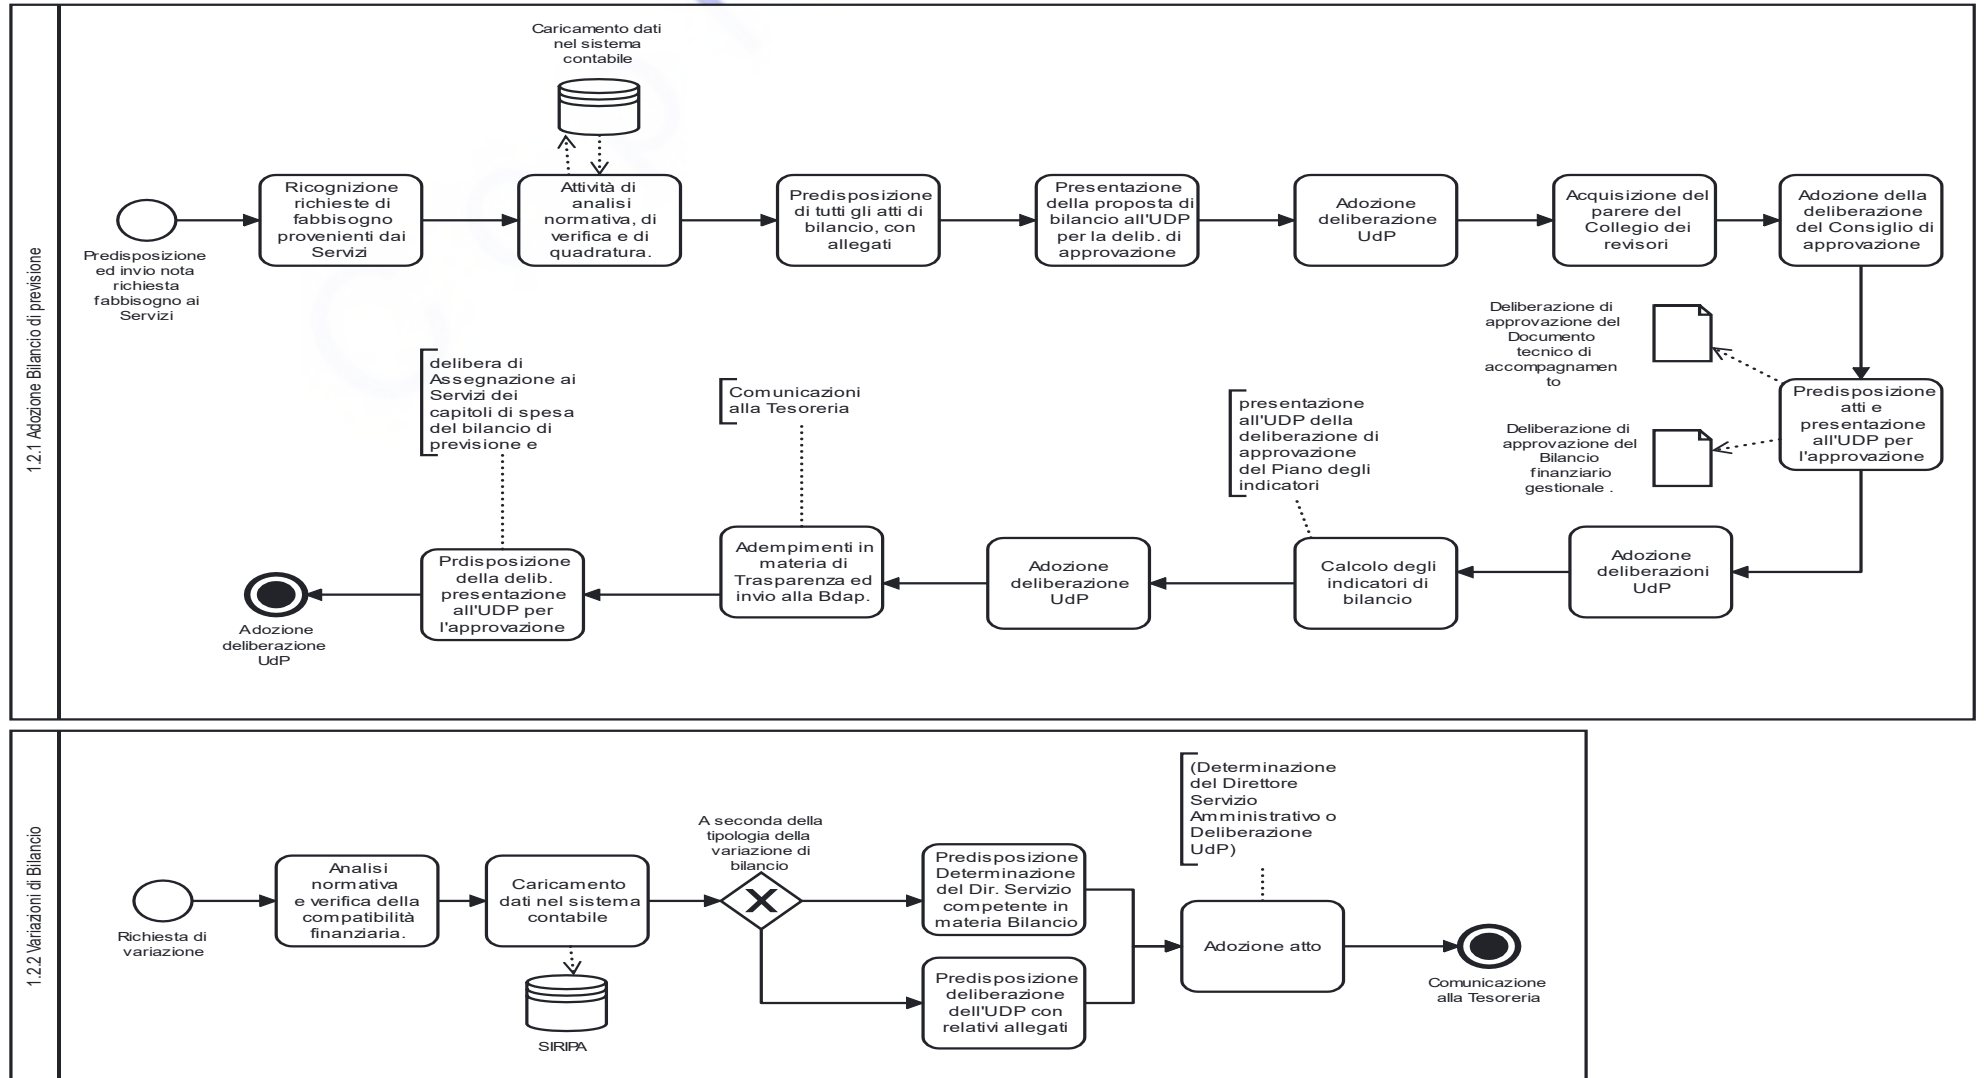 1.2.1 Adozione Bilancio di previsione
Caricamento dati
nel sistema
contabile
Predisposizione
ed invio nota
richiesta
fabbisogno ai
Servizi
Ricognizione
richieste di
fabbisogno
provenienti dai
Servizi
Attività di
analisi
normativa, di
verifica e di
quadratura.
Predisposizione
di tutti gli atti di
bilancio, con
allegati
Presentazione
della proposta di
bilancio all'UDP
per la delib. di
approvazione
Adozione
deliberazione
UdP
Acquisizione del
parere del
Collegio dei
revisori
Adozione della
deliberazione
del Consiglio di
approvazione
Deliberazione di
approvazione del
Documento
tecnico di
accompagnamen
to
Deliberazione di
approvazione del
Bilancio
finanziario
gestionale .
Predisposizione
atti e
presentazione
all'UDP per
l'approvazione
delibera di
Assegnazione ai
Servizi dei
capitoli di spesa
del bilancio di
previsione e
Comunicazioni
alla Tesoreria
presentazione
all'UDP della
deliberazione di
approvazione
del Piano degli
indicatori
Adozione
deliberazioni
UdP
Calcolo degli
indicatori di
bilancio
Adozione
deliberazione
UdP
Adempimenti in
materia di
Trasparenza ed
invio alla Bdap.
Prdisposizione
della delib.
presentazione
all'UDP per
l'approvazione
Adozione
deliberazione
UdP
1.2.2 Variazioni di Bilancio
Richiesta di
variazione
Analisi
normativa
e verifica della
compatibilità
finanziaria.
Caricamento
dati nel sistema
contabile
SIRIPA
A seconda della
tipologia della
variazione di
bilancio
Predisposizione
Determinazione
del Dir. Servizio
competente in
materia Bilancio
Predisposizione
deliberazione
dell'UDP con
relativi allegati
(Determinazione
del Direttore
Servizio
Amministrativo o
Deliberazione
UdP)
Adozione atto
Comunicazione
alla Tesoreria